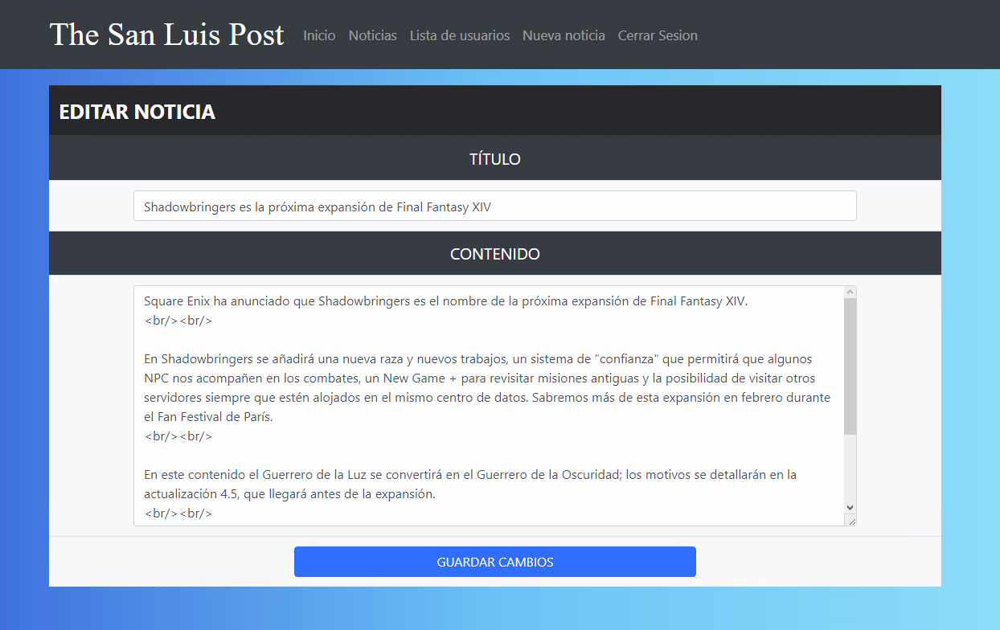 The San Luis Post Inicio Noticias Lista de usuarios Nueva noticia Cerrar Sesion
EDITAR NOTICIA
TÍTULO
Shadowbringers es la próxima expansión de Final Fantasy XIV
CONTENIDO
Square Enix ha anunciado que Shadowbringers es el nombre de la próxima expansión de Final Fantasy XIV.
<br/><br/>
En Shadowbringers se añadirá una nueva raza y nuevos trabajos, un sistema de "confianza" que permitirá que algunos
NPC nos acompañen en los combates, un New Game + para revisitar misiones antiguas y la posibilidad de visitar otros
servidores siempre que estén alojados en el mismo centro de datos. Sabremos más de esta expansión en febrero durante
el Fan Festival de París.
<br/><br/>
En este contenido el Guerrero de la Luz se convertirá en el Guerrero de la Oscuridad; los motivos se detallarán en la
actualización 4.5, que llegará antes de la expansión.
<br/><br/>
GUARDAR CAMBIOS